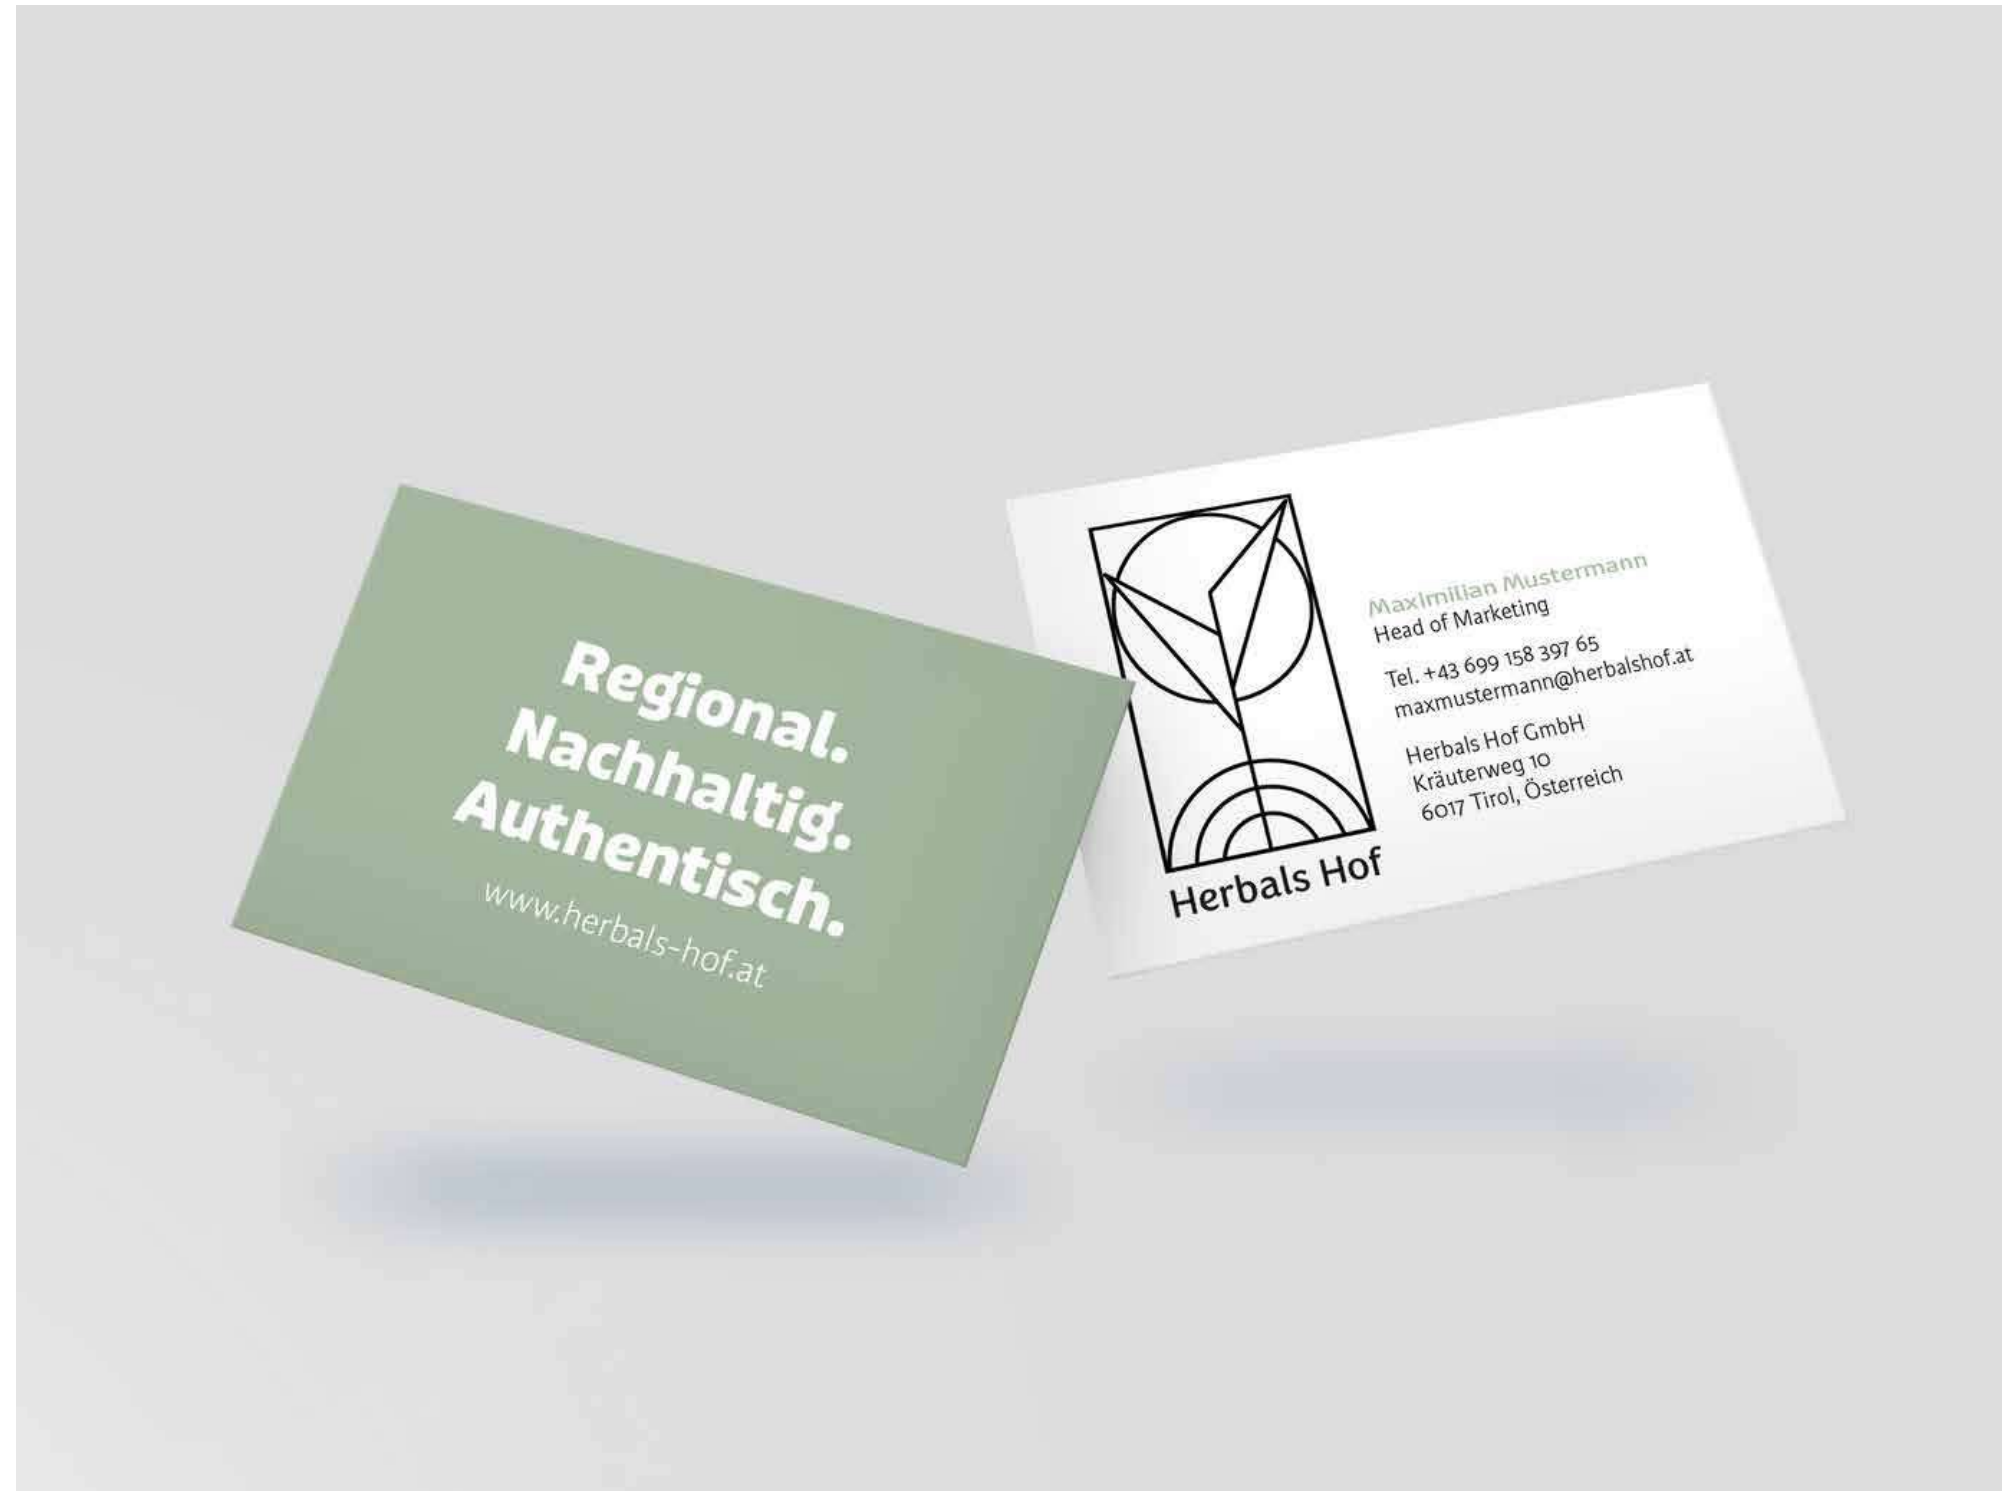 Regional.
Nachhaltig.
Authentisch.
www.herbals-hof.at
Herbals Hof
Maximilian Mustermann
Head of Marketing
Tel. +43 699 158 397 65
maxmustermann@herbalshof.at
Herbals Hof GmbH
Kräuterweg 10
6017 Tirol, Österreich